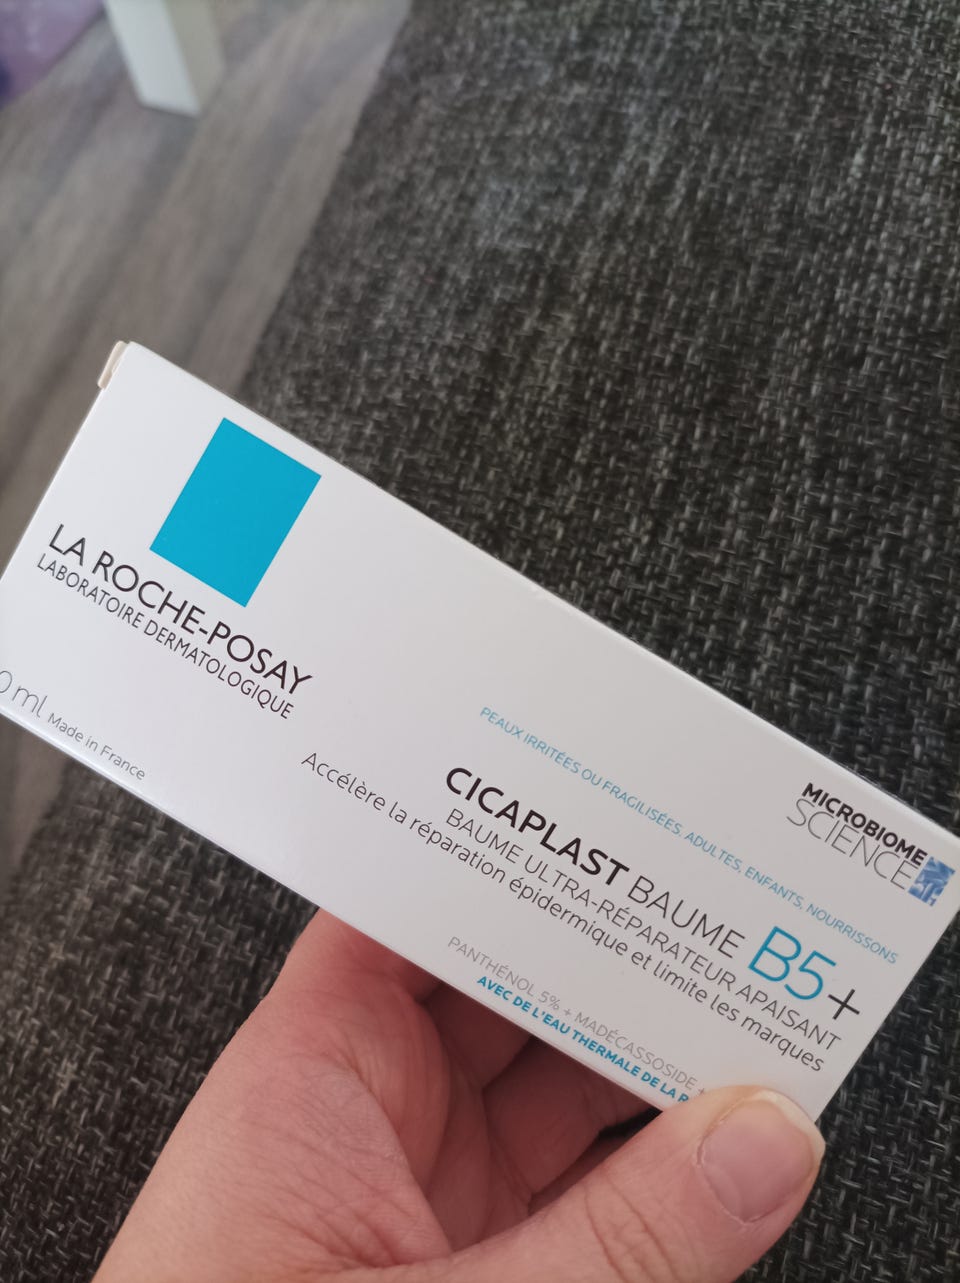 LA ROCHE-POSAY
LABORATOIRE DERMATOLOGIQUE
ml Made in France
PEAUX IRRITÉES OU FRAGILISÉES, ADULTES, ENFANTS, NOURRISSONS
MICROBIOME
SCIENCE
CICAPLAST BAUME B5+
BAUME ULTRA-RÉPARATEUR APAISANT
Accélère la réparation épidermique et limite les marques
PANTHÉNOL 5% + MADÉCASSOSIDE +
AVEC DE L'EAU THERMALE DE LA